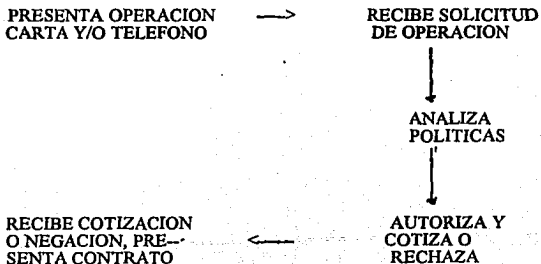 PRESENTA OPERACION
CARTA Y/O TELEFONO
RECIBE SOLICITUD
DE OPERACION
ANALIZA
POLITICAS
AUTORIZA Y
COTIZA O
RECHAZA
RECIBE COTIZACION
O NEGACION, PRE--
SENTA CONTRATO